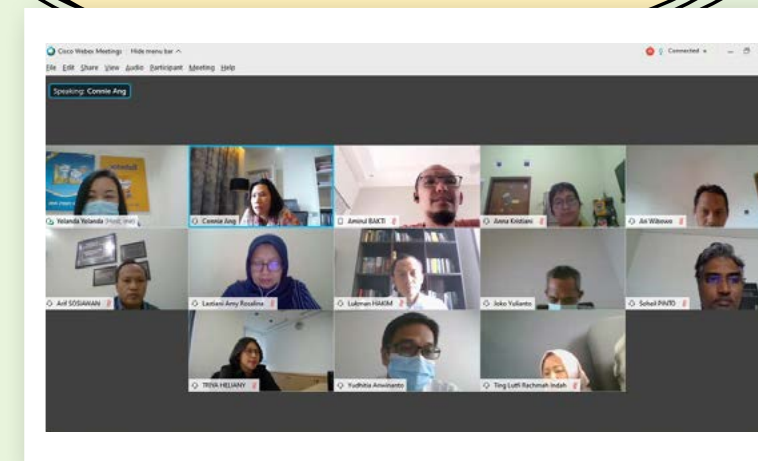 Cisco Webex Meetings Hide menu bar
Connected
File Edit Share View Audio Participant Meeting Help
Speaking: Connie Ang
Yolanda Yolanda (Host, me)
Connie Ang
Amirul BAKTI
Anna Kristiani
Ari Wibowo
Arif SOSIAWAN
Lestiani Amy Rosalina
Lukman HAKIM
Joko Yulianto
Soheil PINTO
TRIYA HELIANY
Yudhitia Anwinanto
Ting Lutfi Rachmah Indah